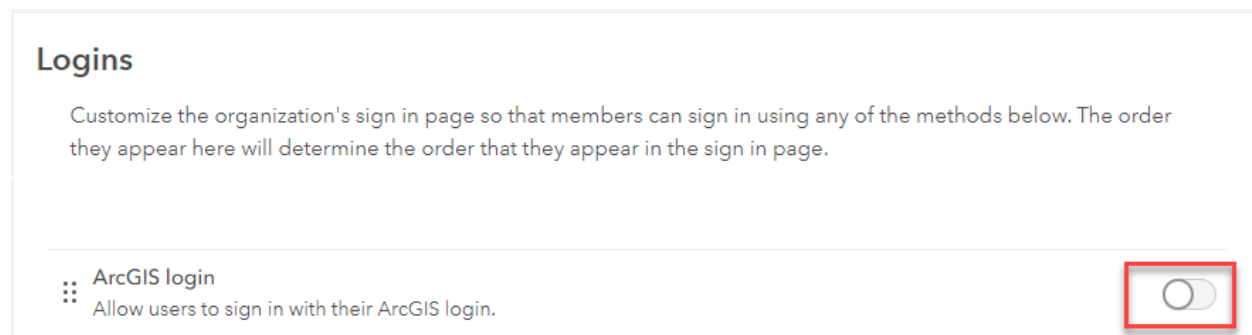 Logins
Customize the organization's sign in page so that members can sign in using any of the methods below. The order
they appear here will determine the order that they appear in the sign in page.
ArcGIS login
Allow users to sign in with their ArcGIS login.